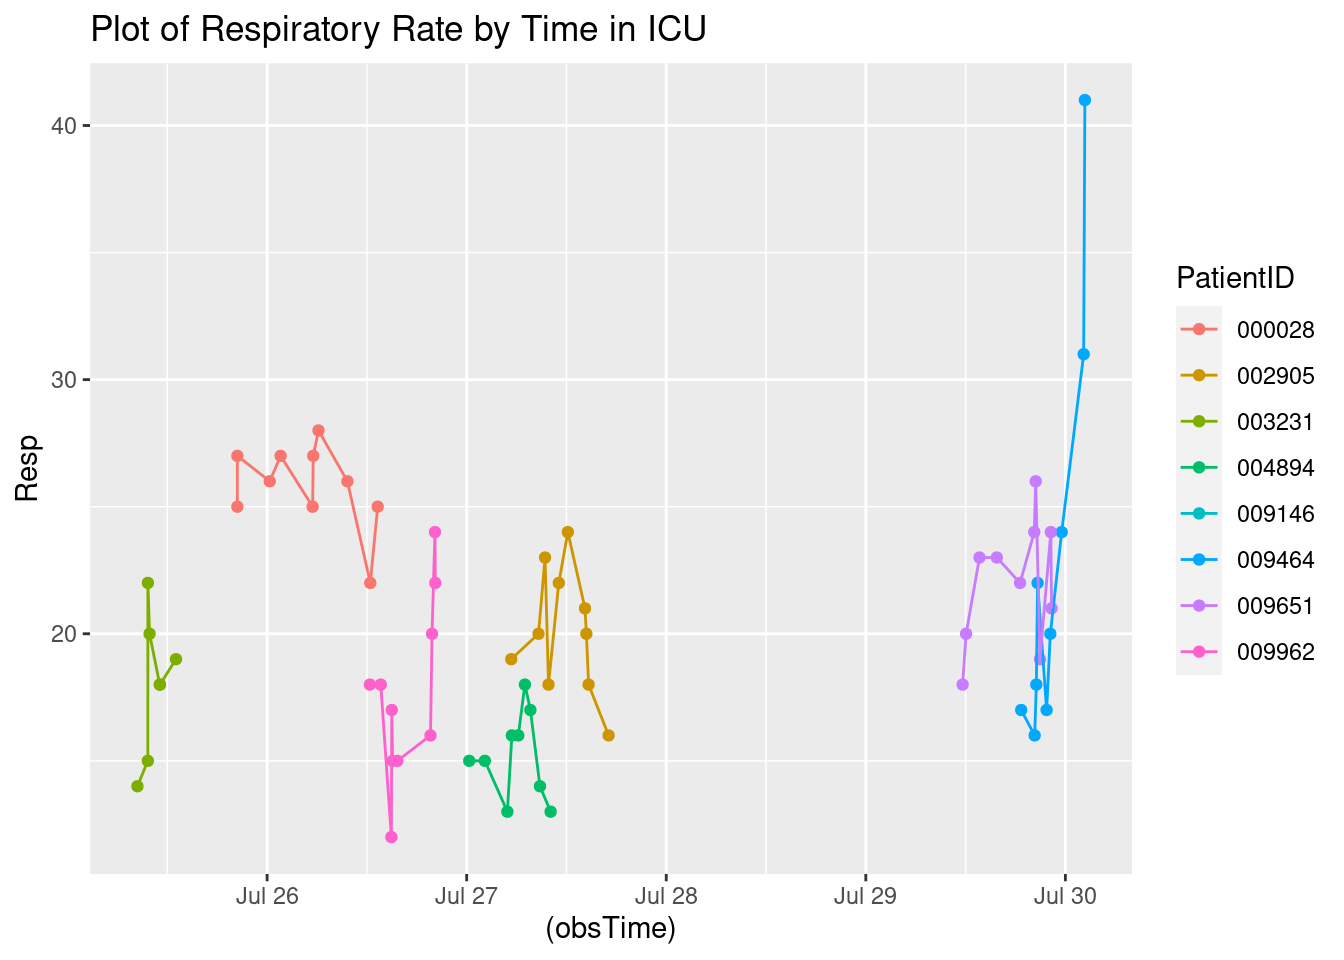 Plot of Respiratory Rate by Time in ICU
40
30
20
Resp
Jul 26
Jul 27
Jul 28
Jul 29
Jul 30
(obsTime)
PatientID
000028
002905
003231
004894
009146
009464
009651
009962